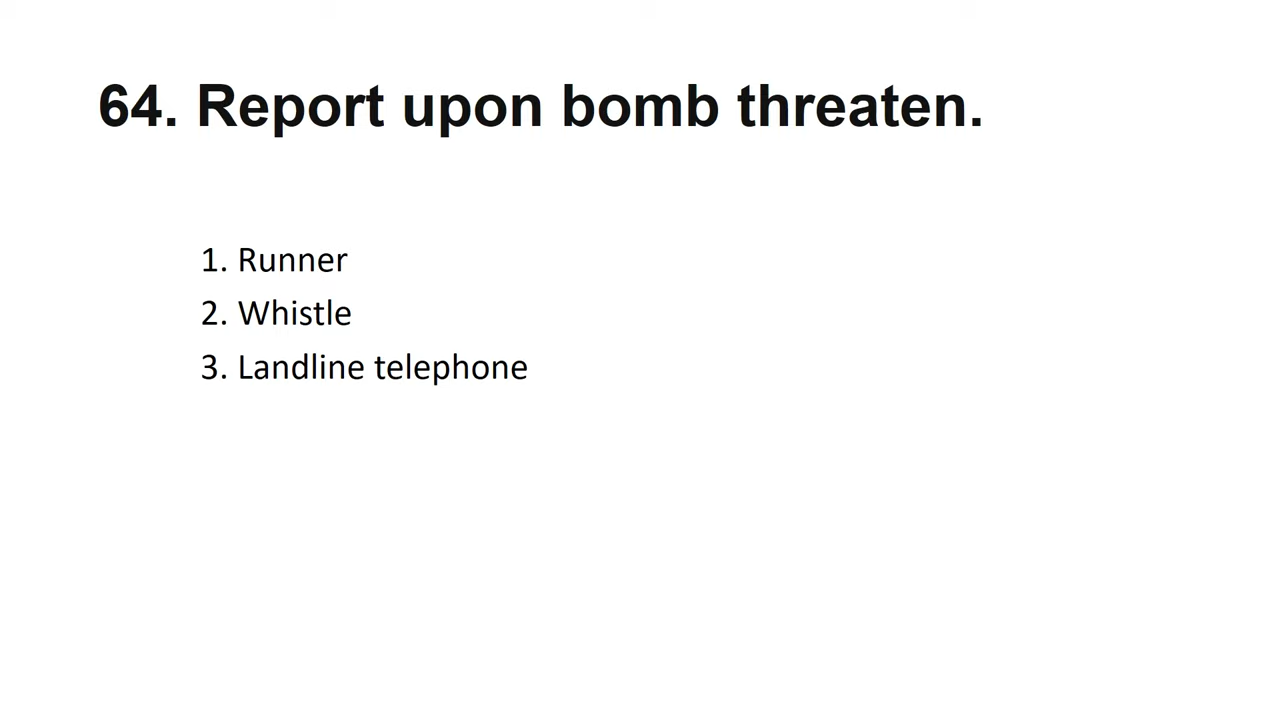 64. Report upon bomb threaten.
1. Runner
2. Whistle
3. Landline telephone